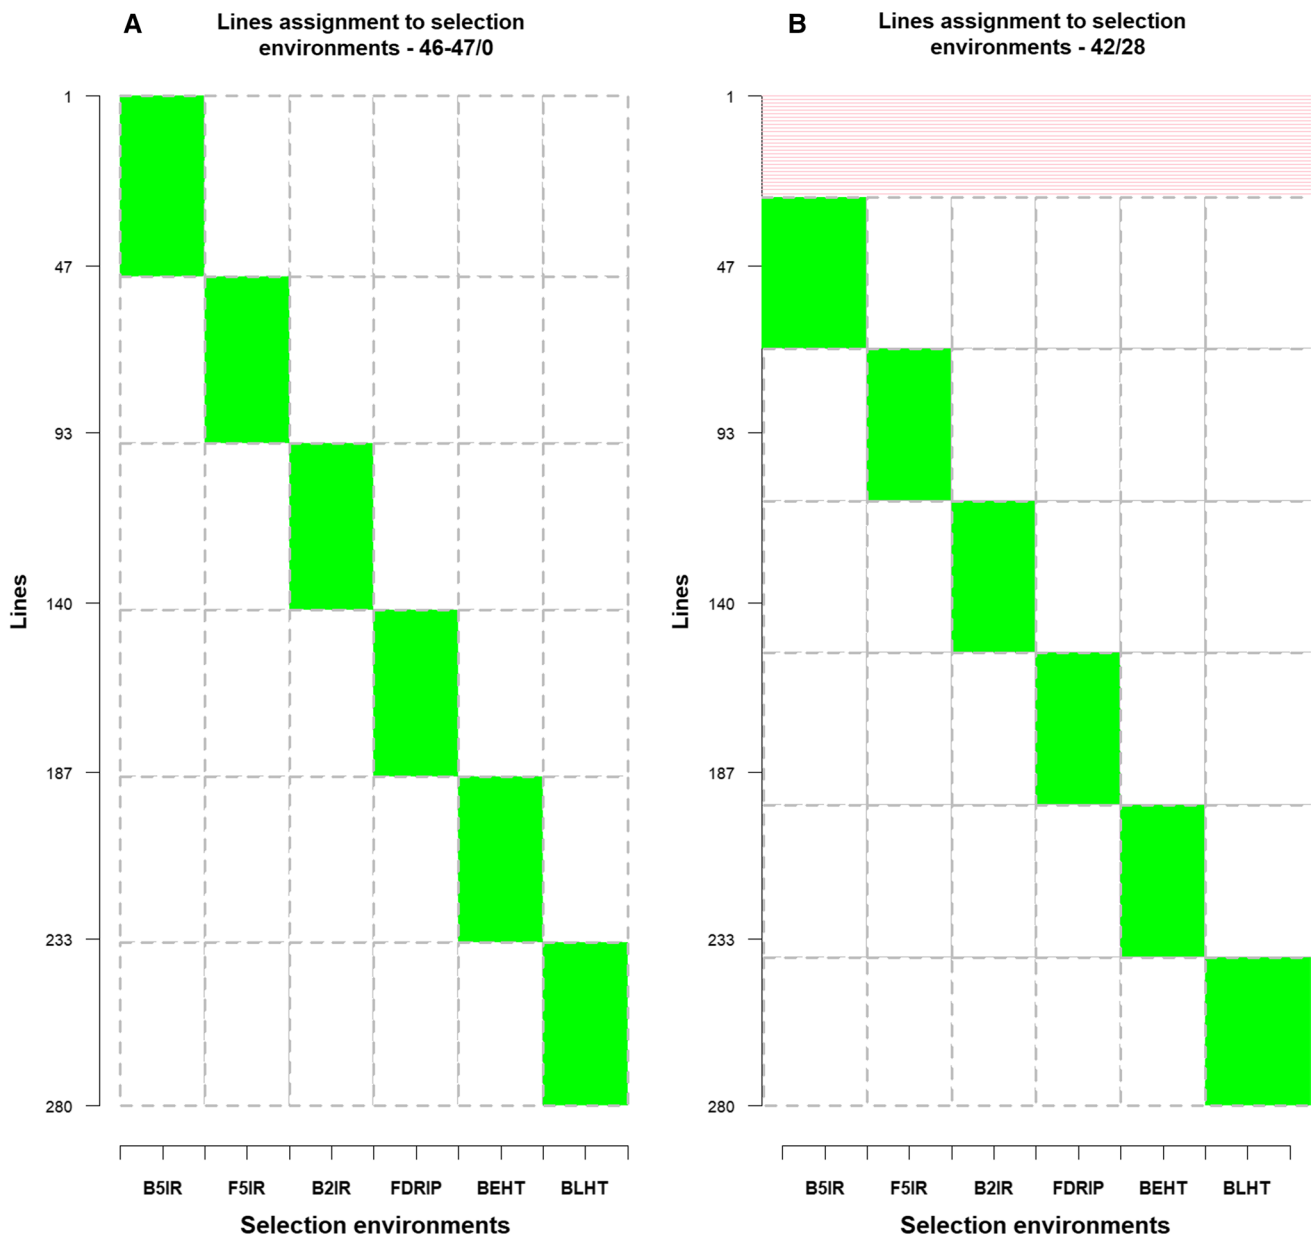 A
Lines assignment to selection
environments - 46-47/0
1
47
93
140
187
233
280
Lines
B5IR F5IR B2IR FDRIP BEHT BLHT
Selection environments
B
Lines assignment to selection
environments - 42/28
1
47
93
140
187
233
280
Lines
B5IR F5IR B2IR FDRIP BEHT BLHT
Selection environments